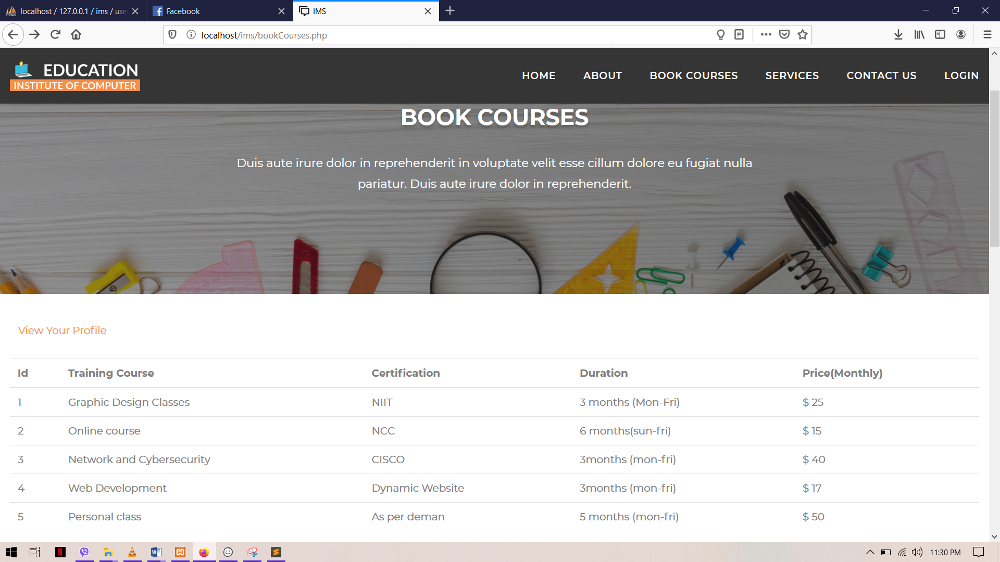 localhost / 127.0.0.1 / ims / use
Facebook
IMS
localhost/ims/bookCourses.php
EDUCATION
INSTITUTE OF COMPUTER
HOME ABOUT BOOK COURSES SERVICES CONTACT US LOGIN
BOOK COURSES
Duis aute irure dolor in reprehenderit in voluptate velit esse cillum dolore eu fugiat nulla
pariatur. Duis aute irure dolor in reprehenderit.
View Your Profile
Id Training Course Certification Duration Price(Monthly)
1 Graphic Design Classes NIIT 3 months (Mon-Fri) $ 25
2 Online course NCC 6 months(sun-fri) $ 15
3 Network and Cybersecurity CISCO 3months (mon-fri) $ 40
4 Web Development Dynamic Website 3months (mon-fri) $ 17
5 Personal class As per deman 5 months (mon-fri) $ 50
11:30 PM